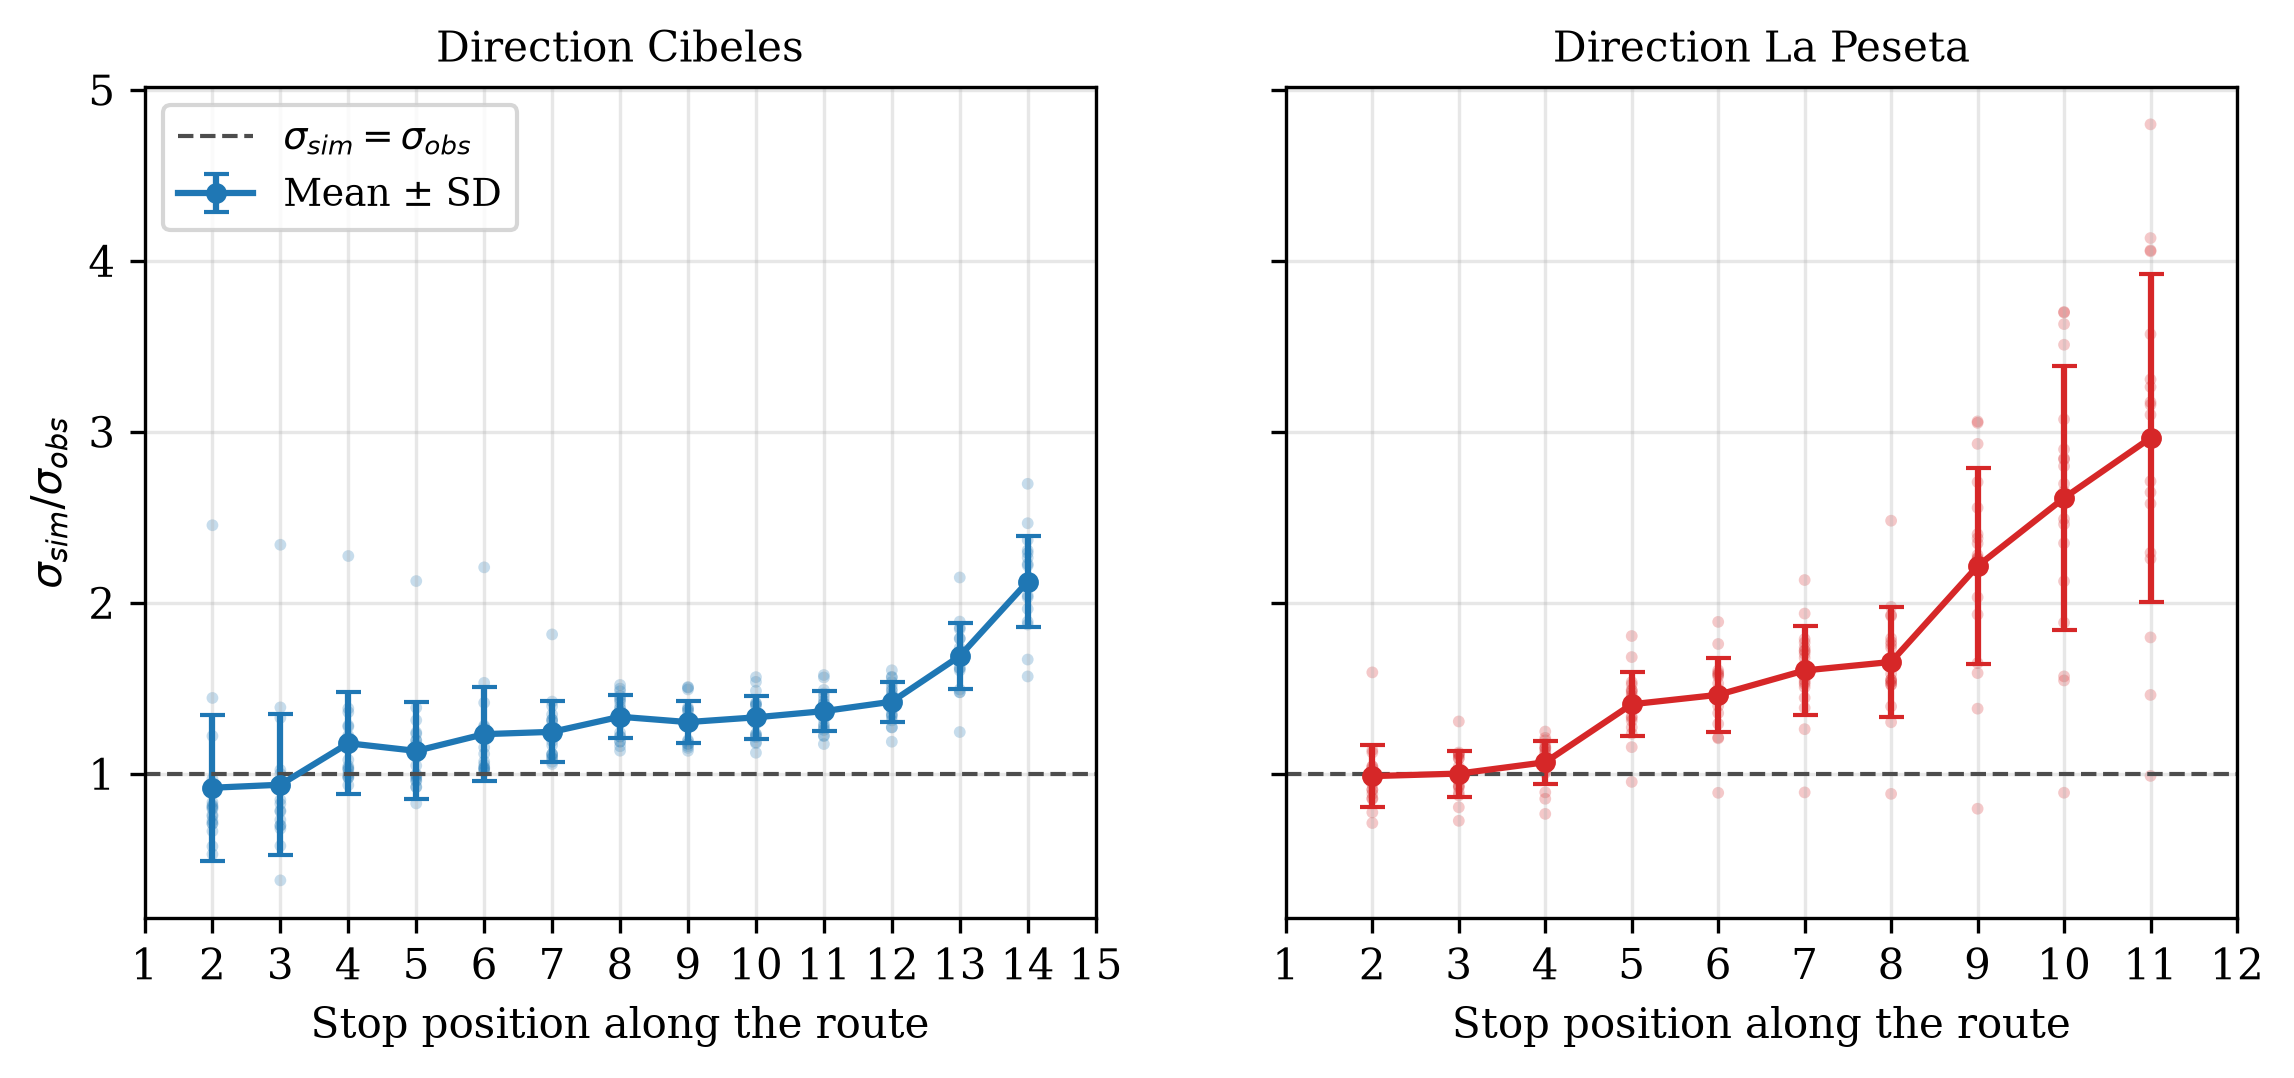 Direction Cibeles
5
4
3
2
1
σsim/σobs
σsim = σobs
Mean ± SD
1 2 3 4 5 6 7 8 9 10 11 12 13 14 15
Stop position along the route
Direction La Peseta
1 2 3 4 5 6 7 8 9 10 11 12
Stop position along the route